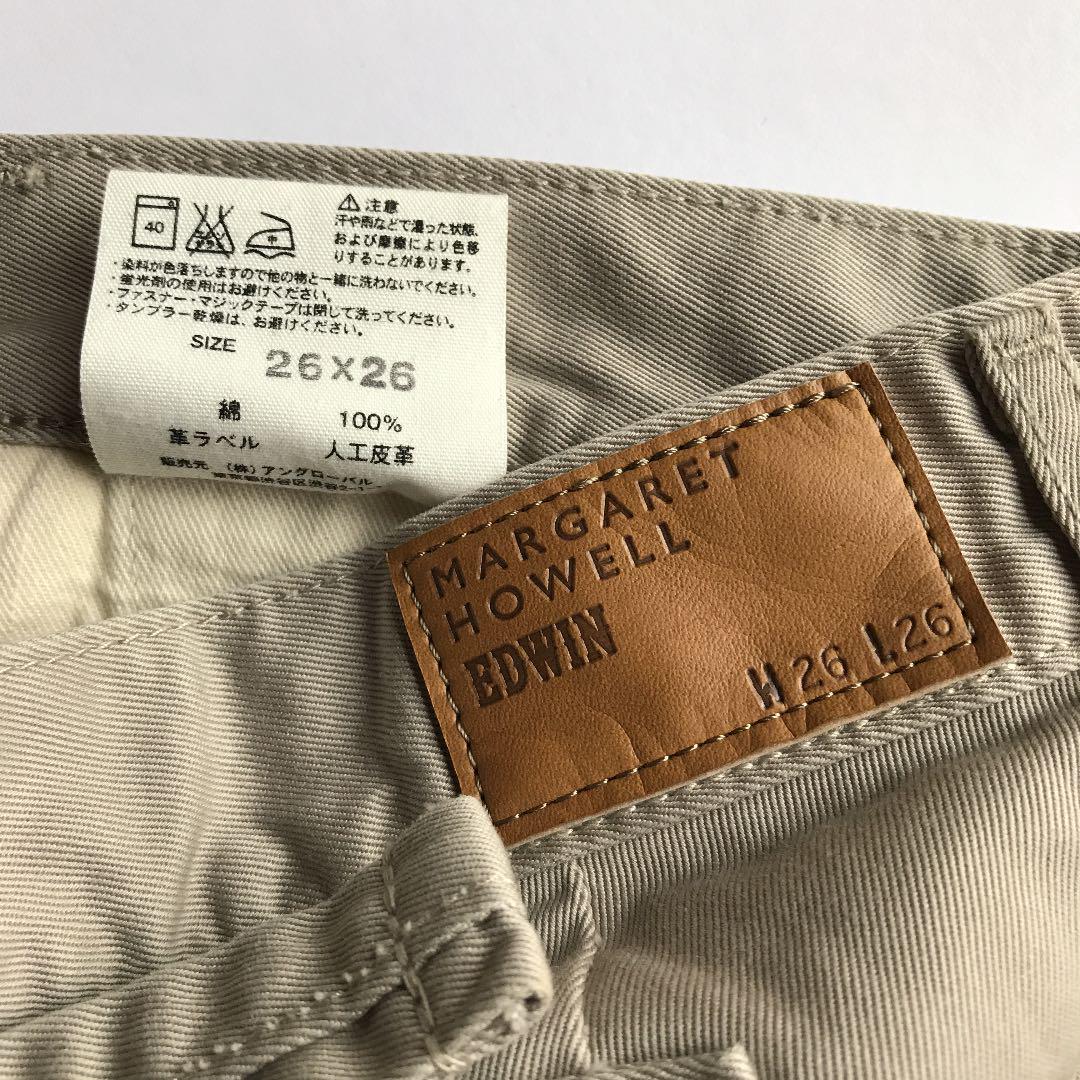 40
中
⚠ 注意
汗や雨などで湿った状態、
および摩擦により色移
りすることがあります。
・染料が色落ちしますので他の物と一緒に洗わないでください。
・蛍光剤の使用はお避けください。
・ファスナー・マジックテープは閉じて洗ってください。
・タンブラー乾燥は、お避けください。
SIZE 26×26
綿 100%
革ラベル 人工皮革
販売元 (株)アングローバル
MARGARET
HOWELL
EDWIN
W 26 L 26